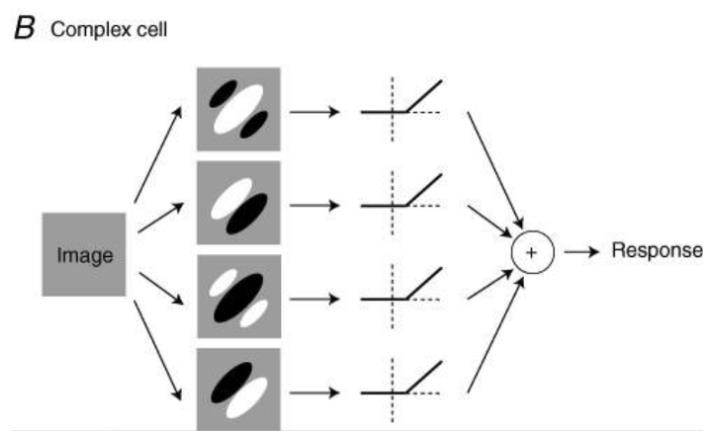 B Complex cell
Image
+
Response